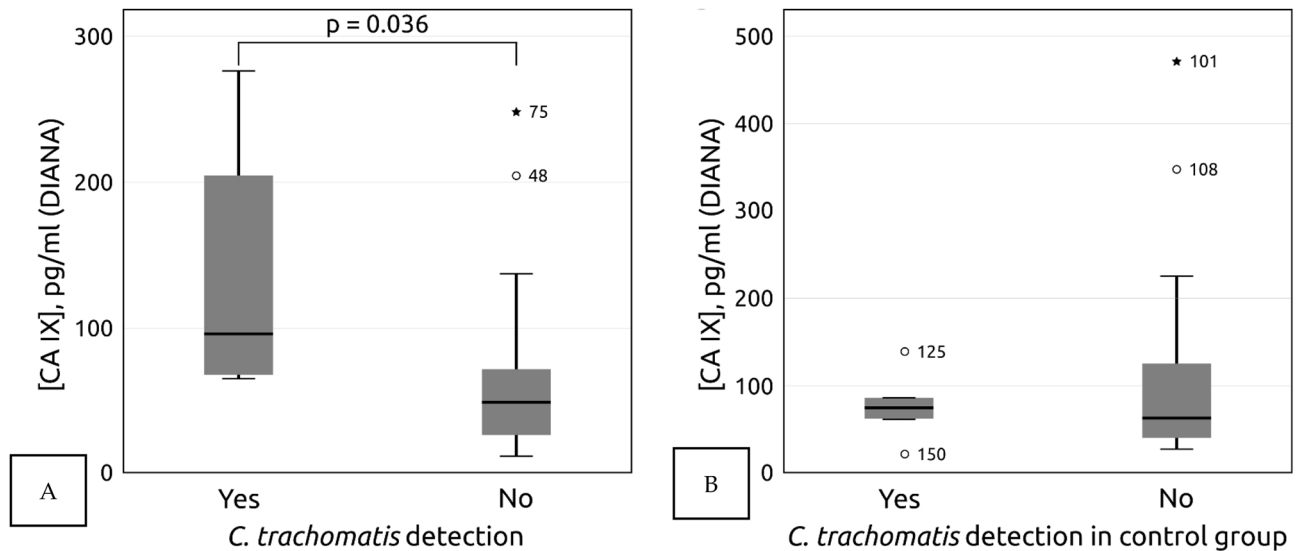 p = 0.036
300
200
100
0
[CA IX], pg/ml (DIANA)
75
48
Yes
No
C. trachomatis detection
A
500
400
300
200
100
0
[CA IX], pg/ml (DIANA)
101
108
125
150
Yes
No
C. trachomatis detection in control group
B